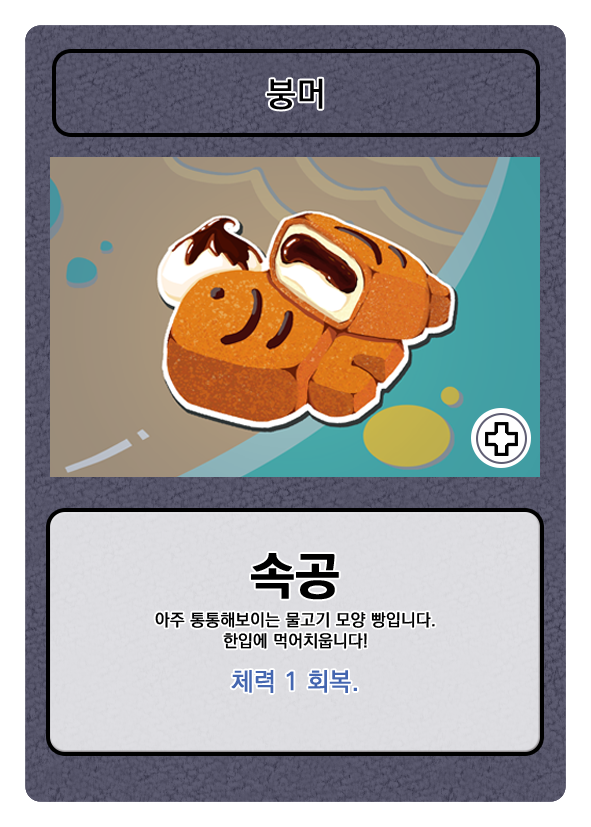 붕머
속공
아주 통통해보이는 물고기 모양 빵입니다.
한입에 먹어치웁니다!
체력 1 회복.